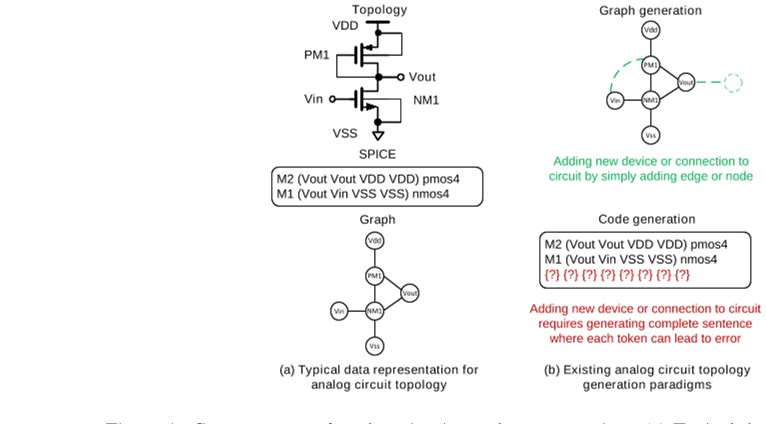 Topology
VDD
PM1
Vout
Vin
NM1
VSS
SPICE
M2 (Vout Vout VDD VDD) pmos4
M1 (Vout Vin VSS VSS) nmos4
Graph
Vdd
PM1
Vout
Vin
NM1
Vss
(a) Typical data representation for
analog circuit topology
Graph generation
Vdd
PM1
Vout
Vin
NM1
Vss
Adding new device or connection to
circuit by simply adding edge or node
Code generation
M2 (Vout Vout VDD VDD) pmos4
M1 (Vout Vin VSS VSS) nmos4
{?} {?} {?} {?} {?} {?} {?} {?}
Adding new device or connection to circuit
requires generating complete sentence
where each token can lead to error
(b) Existing analog circuit topology
generation paradigms